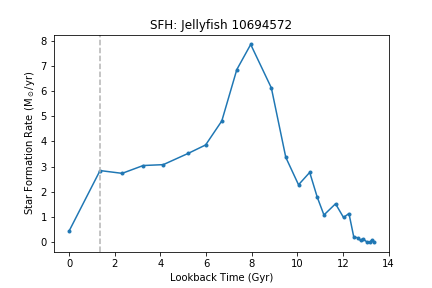 SFH: Jellyfish 10694572
8
7
6
5
4
3
2
1
0
Star Formation Rate (M⊙/yr)
0 2 4 6 8 10 12 14
Lookback Time (Gyr)